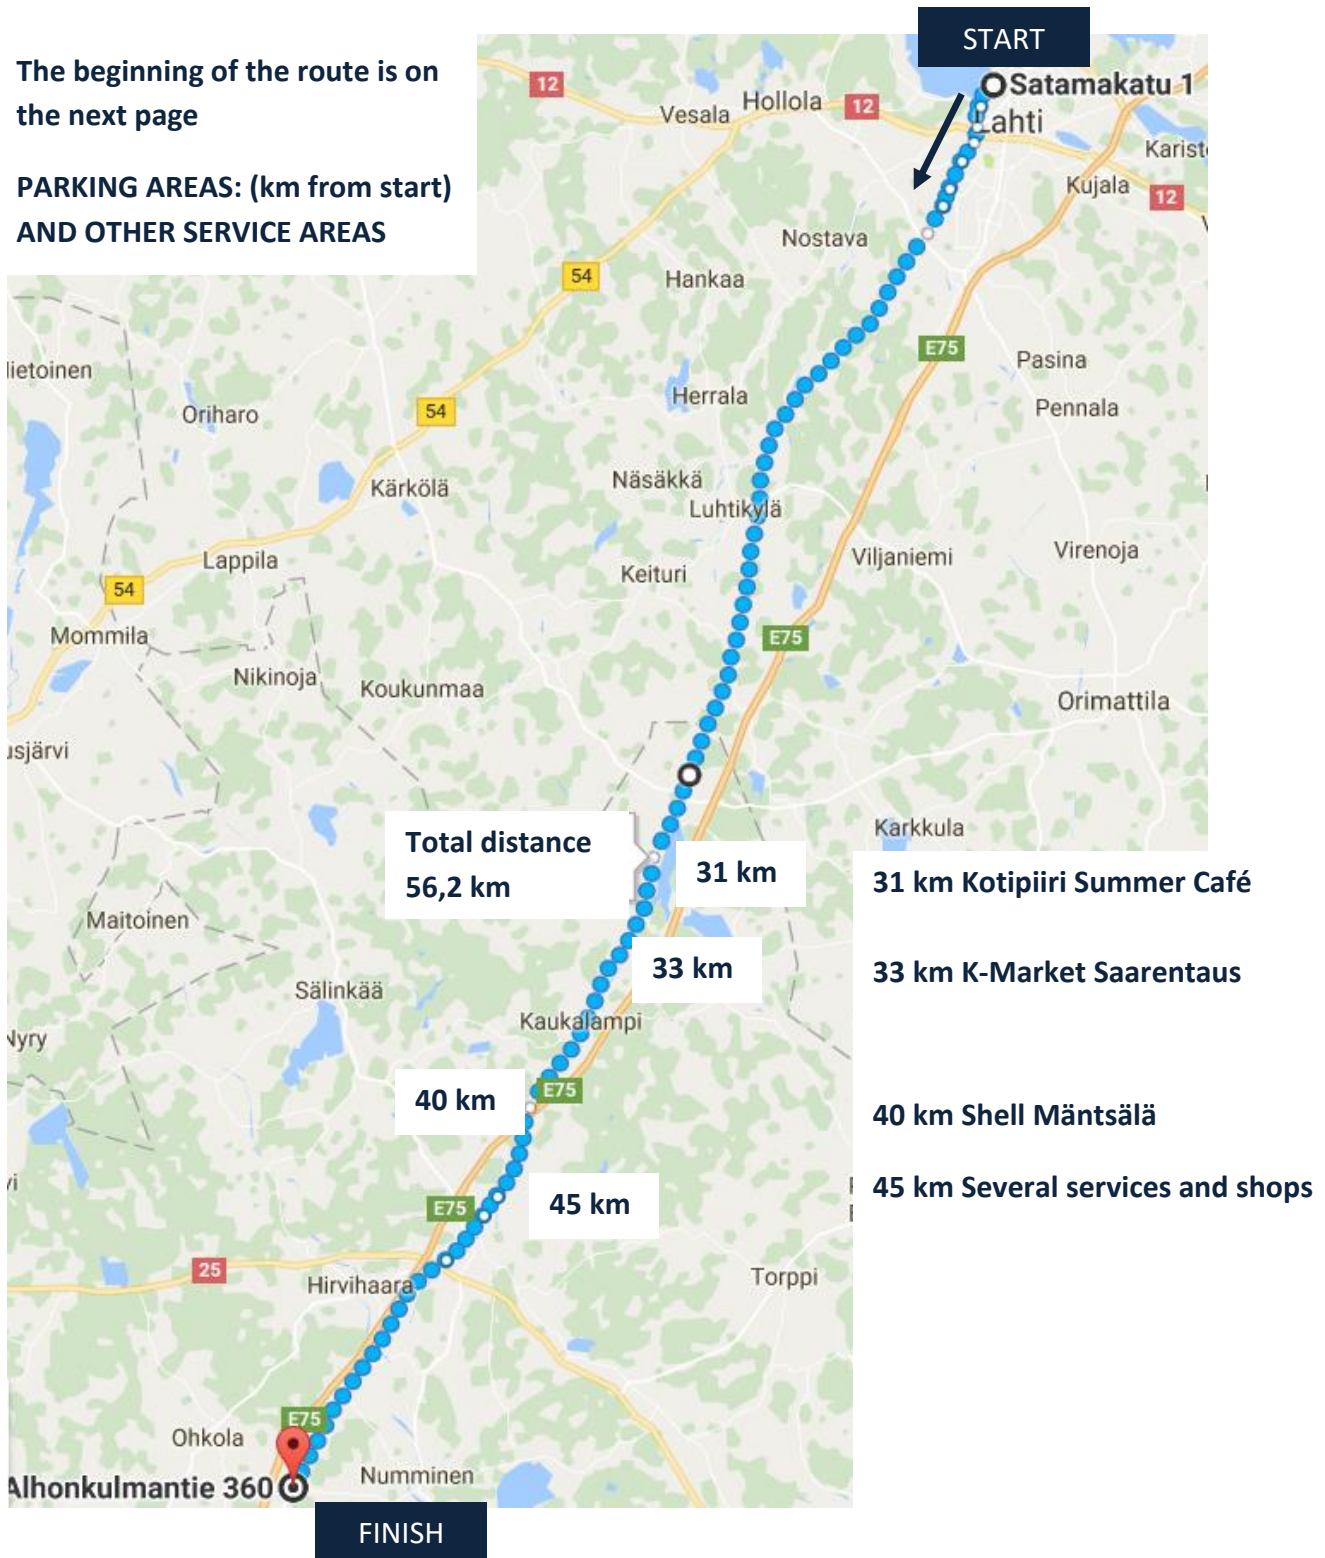 START
The beginning of the route is on
the next page
PARKING AREAS: (km from start)
AND OTHER SERVICE AREAS
12
Vesala
Hollola
12
Satamakatu 1
Lahti
Kujala
12
Nostava
Hankaa
54
E75
Pasina
Pennala
Herrala
Oriharo
54
Kärkölä
Näsäkkä
Luhtikylä
Lappila
Keituri
Viljaniemi
Virenoja
54
Mommila
E75
Nikinoja
Koukunmaa
Orimattila
Total distance
56,2 km
Karkkula
31 km
31 km Kotipiiri Summer Café
Maitoinen
33 km
33 km K-Market Saarentaus
Sälinkää
Kaukalampi
40 km
E75
40 km Shell Mäntsälä
45 km
45 km Several services and shops
E75
25
Hirvihaara
Torppi
E75
Ohkola
Alhonkulmantie 360
Numminen
FINISH